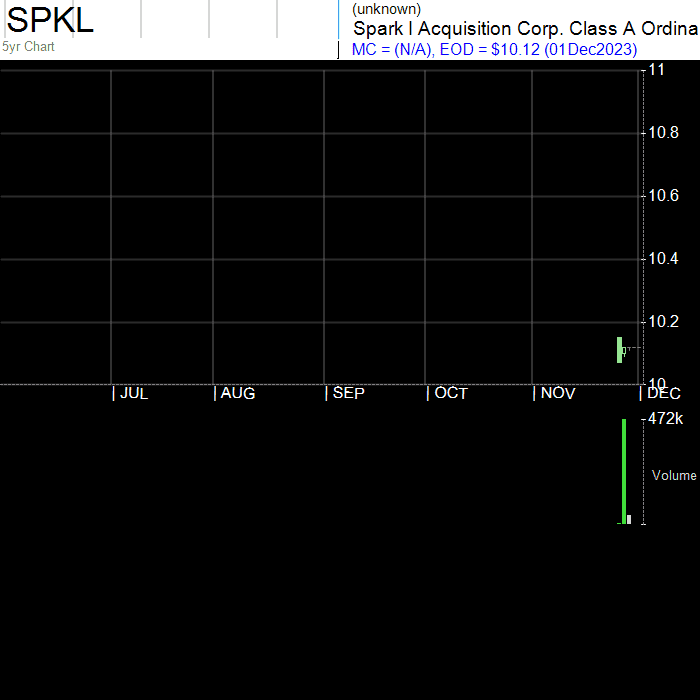 SPKL
5yr Chart
(unknown)
Spark I Acquisition Corp. Class A Ordina
MC = (N/A), EOD = $10.12 (01Dec2023)
11
10.8
10.6
10.4
10.2
10
| JUL | AUG | SEP | OCT | NOV | DEC
472k
Volume